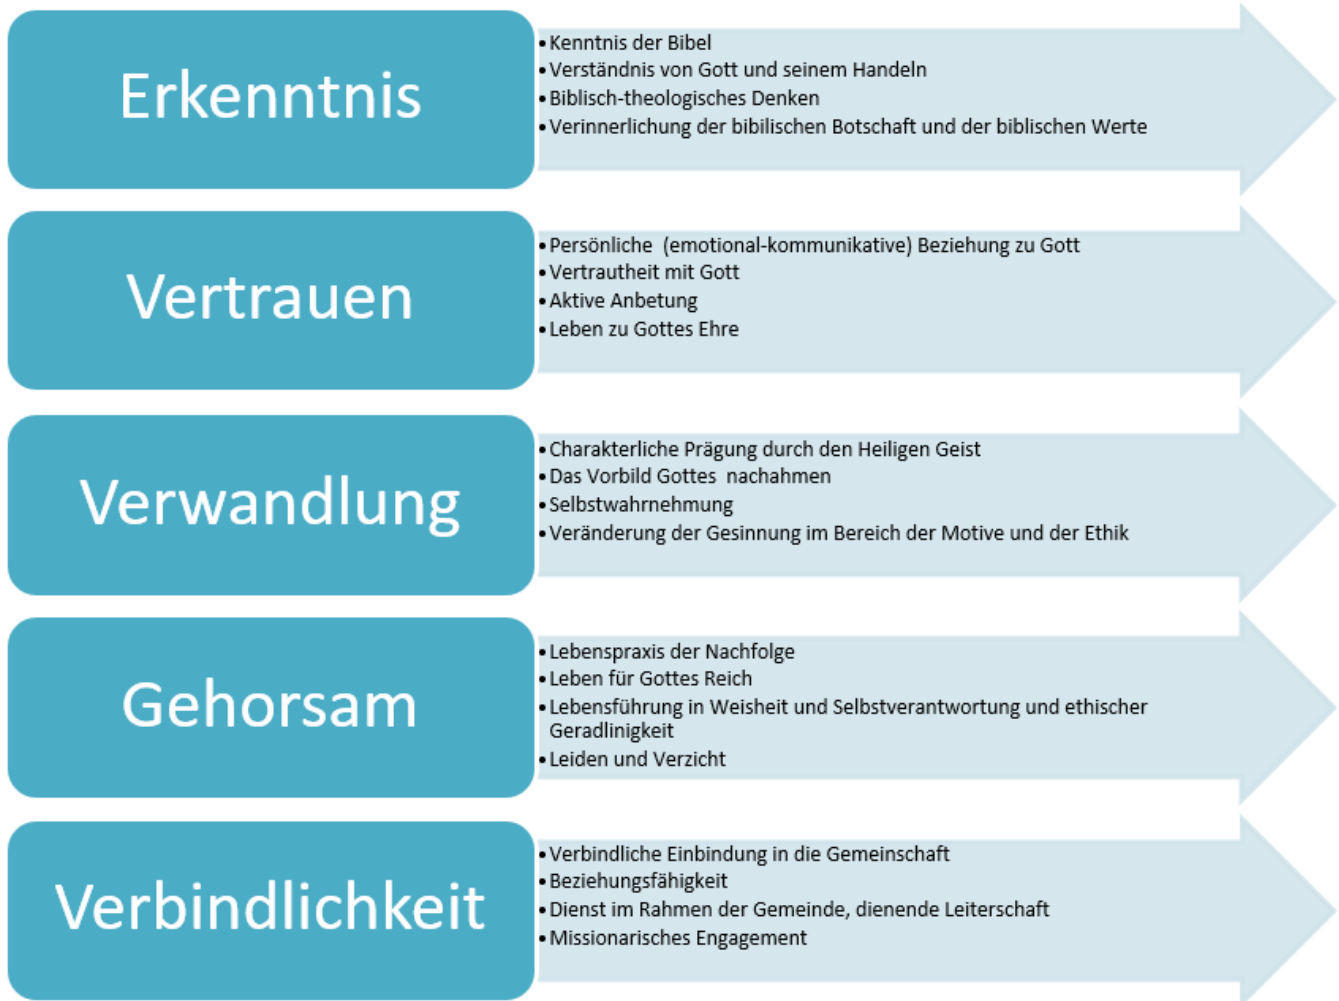 Erkenntnis
•Kenntnis der Bibel
•Verständnis von Gott und seinem Handeln
•Biblisch-theologisches Denken
•Verinnerlichung der bibilischen Botschaft und der biblischen Werte
Vertrauen
•Persönliche  (emotional-kommunikative) Beziehung zu Gott
•Vertrautheit mit Gott
•Aktive Anbetung
•Leben zu Gottes Ehre
Verwandlung
•Charakterliche Prägung durch den Heiligen Geist
•Das Vorbild Gottes  nachahmen
•Selbstwahrnehmung
•Veränderung der Gesinnung im Bereich der Motive und der Ethik
Gehorsam
•Lebenspraxis der Nachfolge
•Leben für Gottes Reich
•Lebensführung in Weisheit und Selbstverantwortung und ethischer
Geradlinigkeit
•Leiden und Verzicht
Verbindlichkeit
•Verbindliche Einbindung in die Gemeinschaft
•Beziehungsfähigkeit
•Dienst im Rahmen der Gemeinde, dienende Leiterschaft
•Missionarisches Engagement